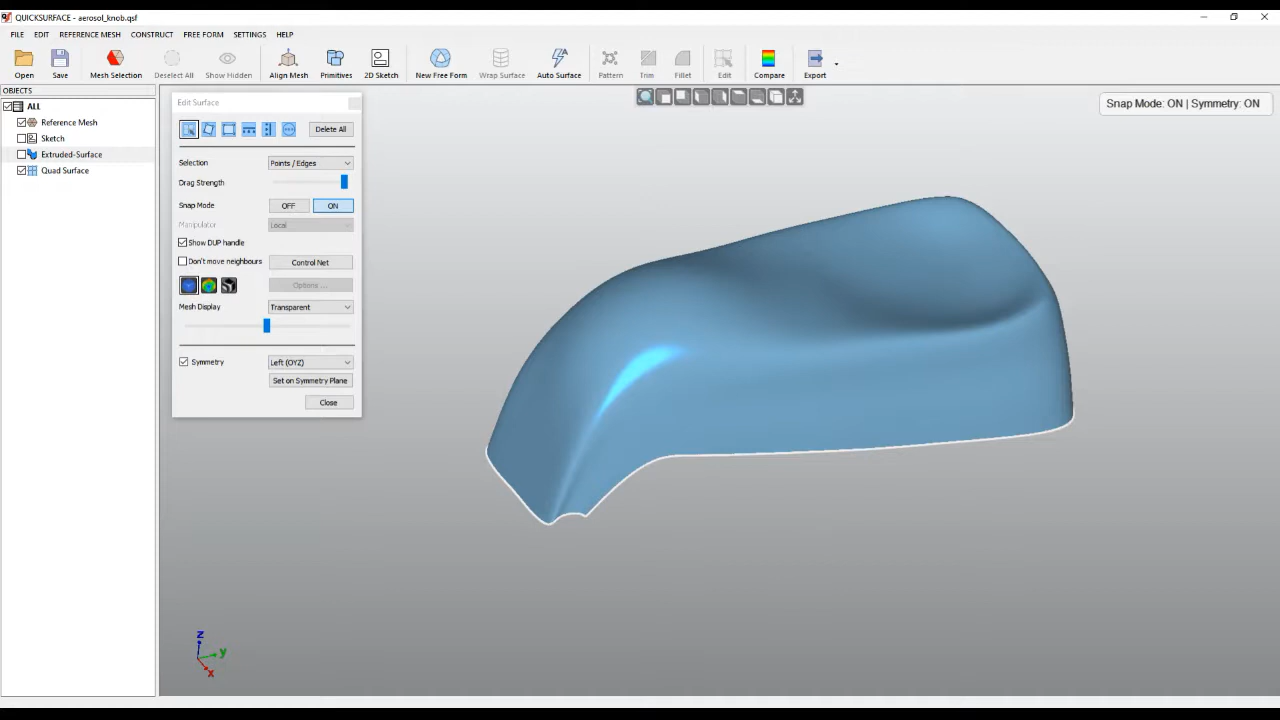 QUICKSURFACE - aerosol_knob.qsf
FILE EDIT REFERENCE MESH CONSTRUCT FREE FORM SETTINGS HELP
Open Save Mesh Selection Deselect All Show Hidden Align Mesh Primitives 2D Sketch New Free Form Wrap Surface Auto Surface Pattern Trim Fillet Edit Compare Export
OBJECTS
ALL
Reference Mesh
Sketch
Extruded-Surface
Quad Surface
Edit Surface
Delete All
Selection Points / Edges
Drag Strength
Snap Mode OFF ON
Manipulator Local
Show DUP handle
Don't move neighbours Control Net
Options ...
Mesh Display Transparent
Symmetry Left (OYZ)
Set on Symmetry Plane
Close
Snap Mode: ON | Symmetry: ON
z
y
x